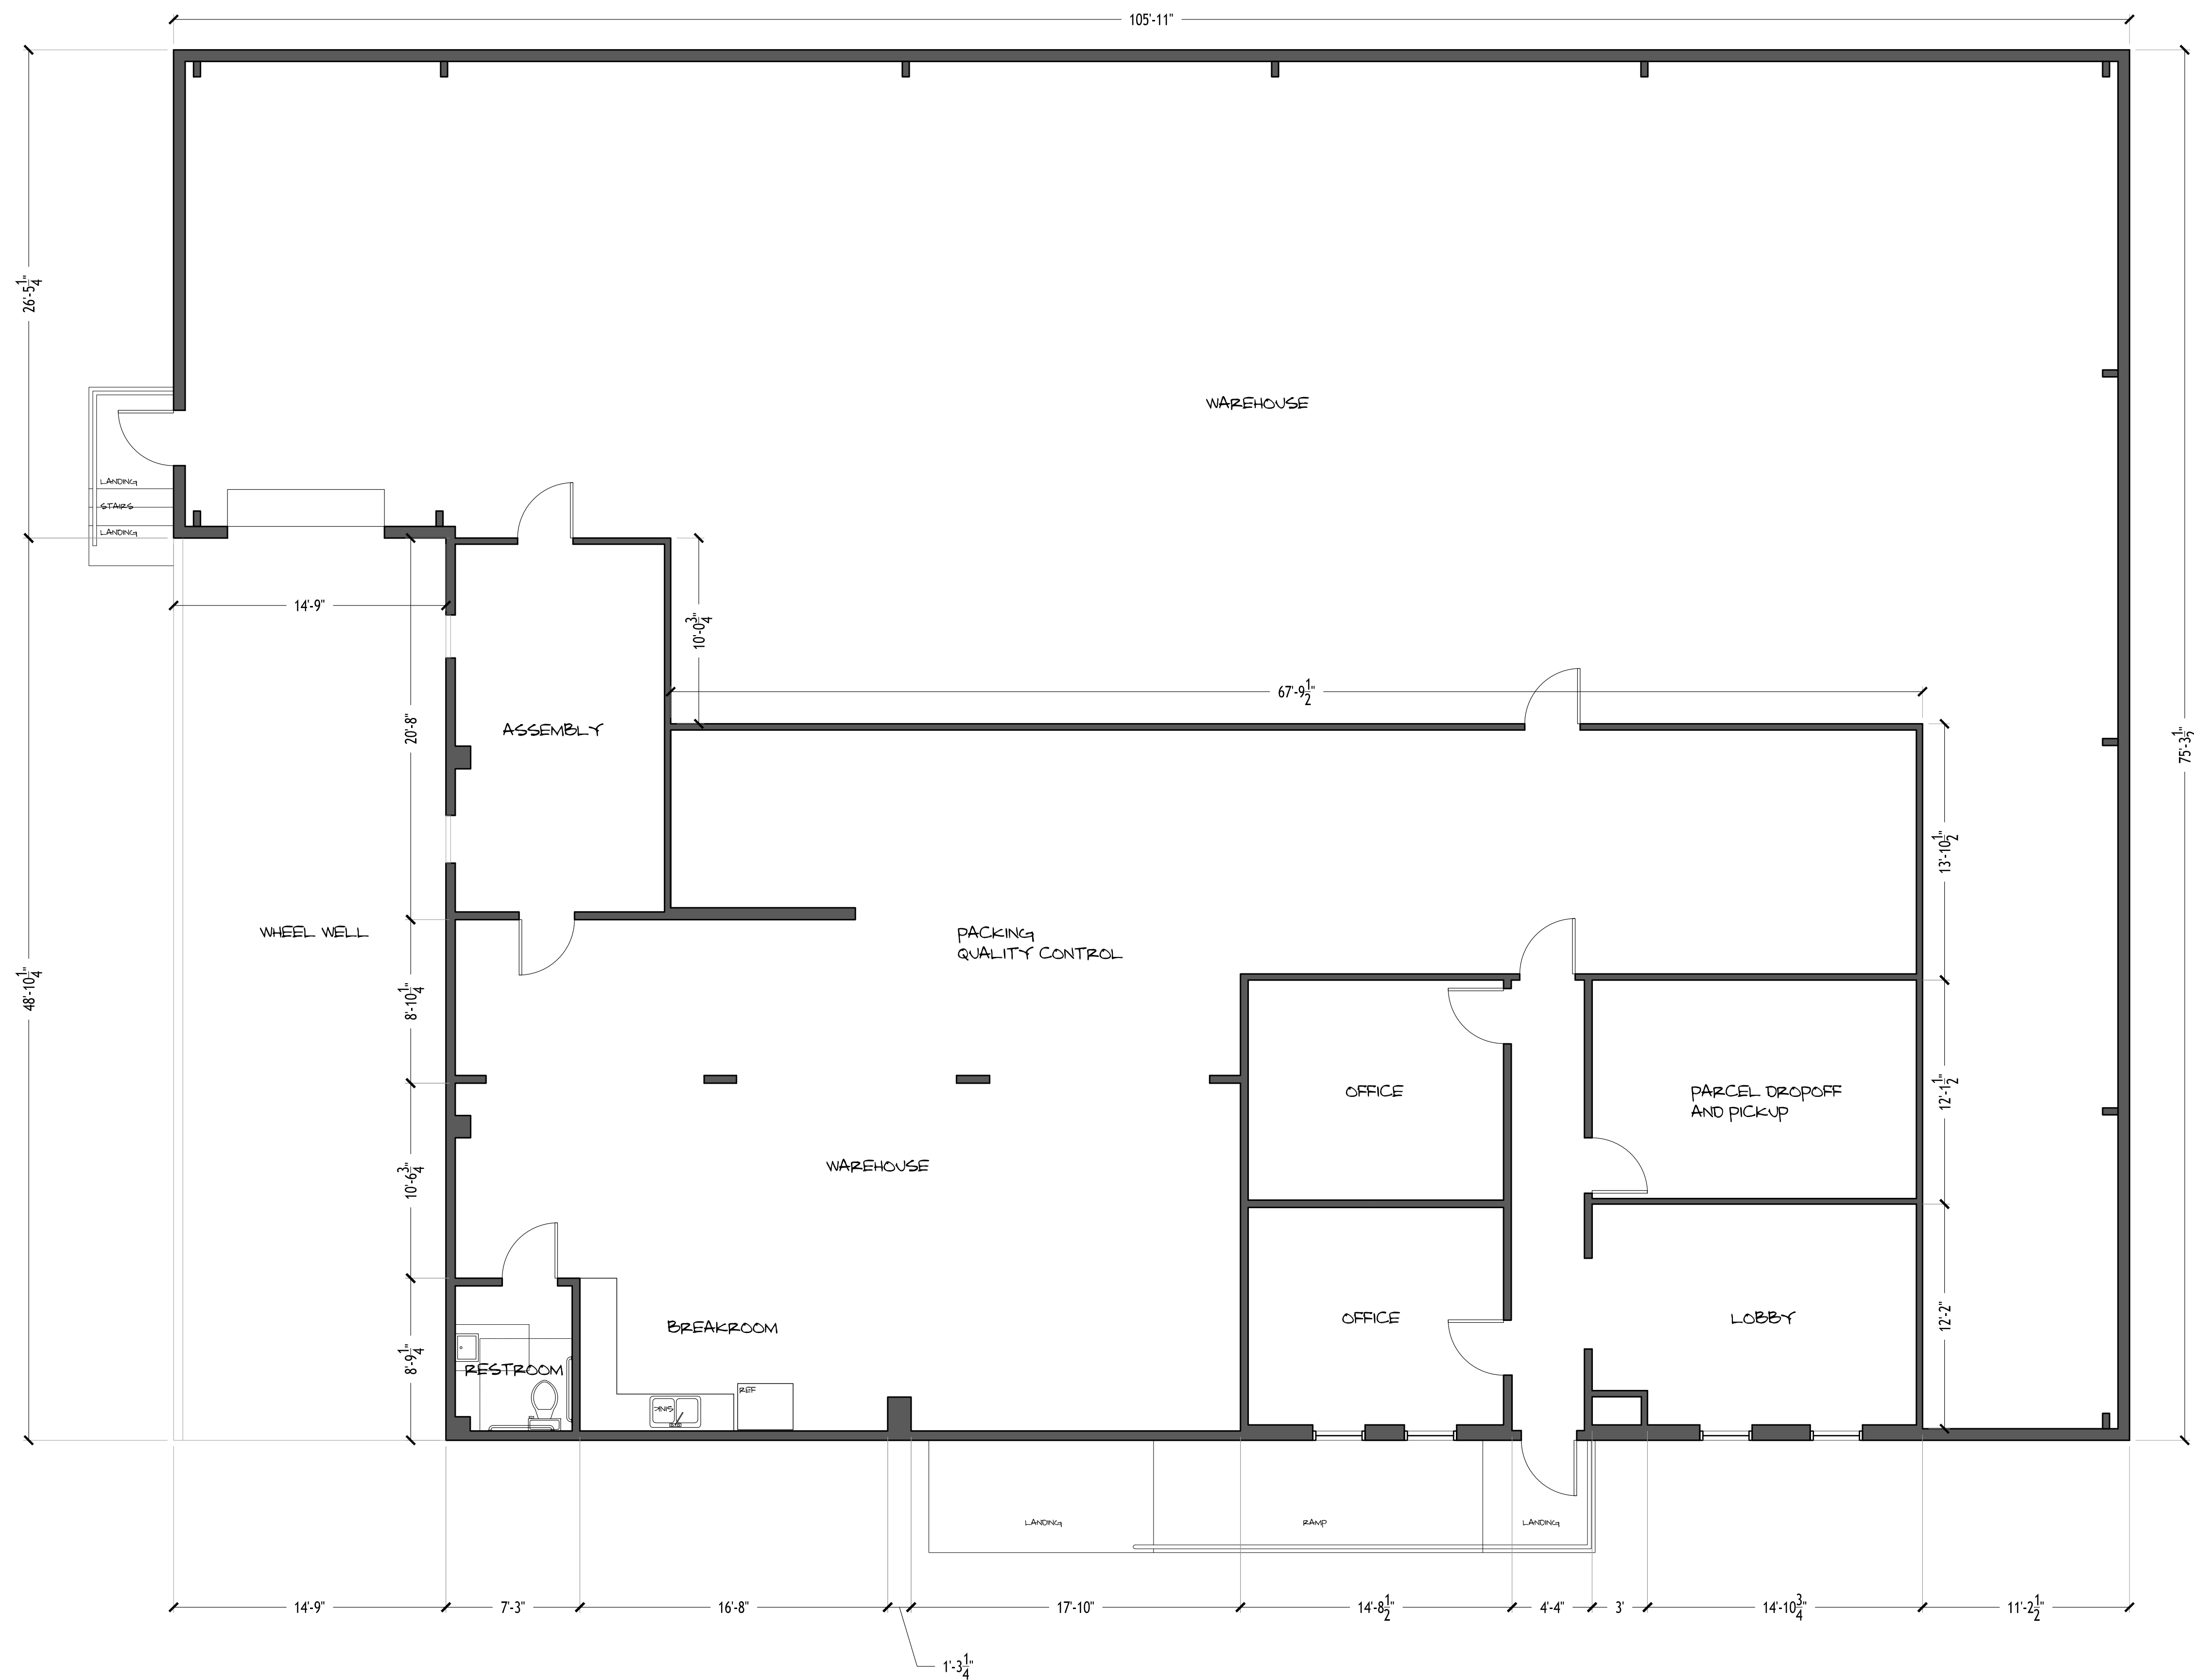 105'-11"
26'-5 1/4"
WAREHOUSE
LANDING
STAIRS
LANDING
14'-9"
10'-0 3/4"
67'-9 1/2"
20'-8"
ASSEMBLY
75'-3 1/2"
13'-10 1/2"
WHEEL WELL
PACKING
QUALITY CONTROL
48'-10 1/4"
8'-10 1/4"
OFFICE
PARCEL DROPOFF
AND PICKUP
12'-1 1/2"
10'-6 3/4"
WAREHOUSE
BREAKROOM
OFFICE
LOBBY
12'-2"
8'-9 1/4"
RESTROOM
REF
SINK
LANDING
RAMP
LANDING
14'-9"
7'-3"
16'-8"
17'-10"
14'-8 1/2"
4'-4"
3'
14'-10 3/4"
11'-2 1/2"
1'-3 1/4"